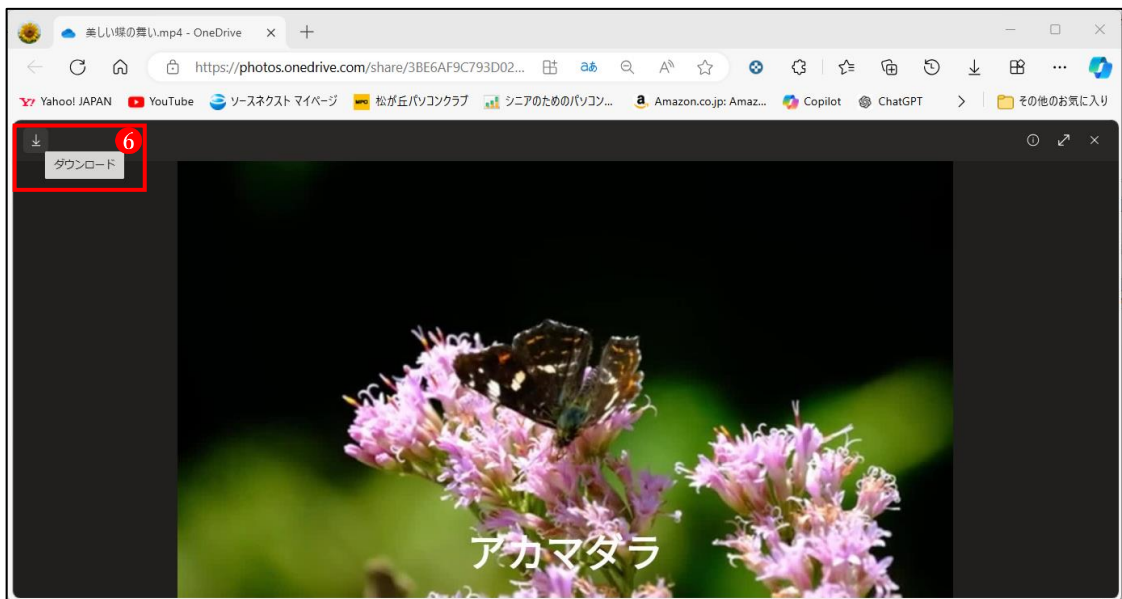 美しい蝶の舞い.mp4 - OneDrive
https://photos.onedrive.com/share/3BE6AF9C793D02...
Yahoo! JAPAN YouTube ソースネクスト マイページ 松が丘パソコンクラブ シニアのためのパソコン... Amazon.co.jp: Amaz... Copilot ChatGPT その他のお気に入り
6
ダウンロード
アカマダラ